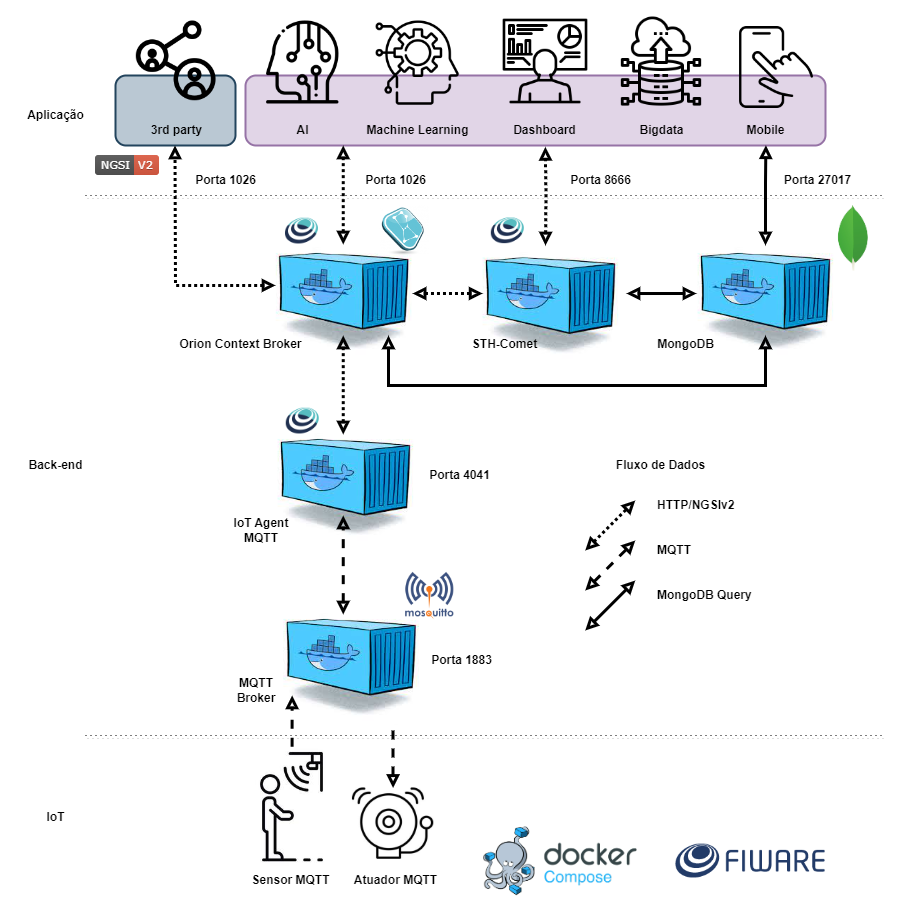 Aplicação
3rd party
AI
Machine Learning
Dashboard
Bigdata
Mobile
NGSI V2
Porta 1026
Porta 1026
Porta 8666
Porta 27017
Orion Context Broker
STH-Comet
MongoDB
Back-end
Porta 4041
IoT Agent
MQTT
Fluxo de Dados
HTTP/NGSIv2
MQTT
MongoDB Query
mosquitto
Porta 1883
MQTT
Broker
IoT
Sensor MQTT
Atuador MQTT
docker
Compose
FIWARE